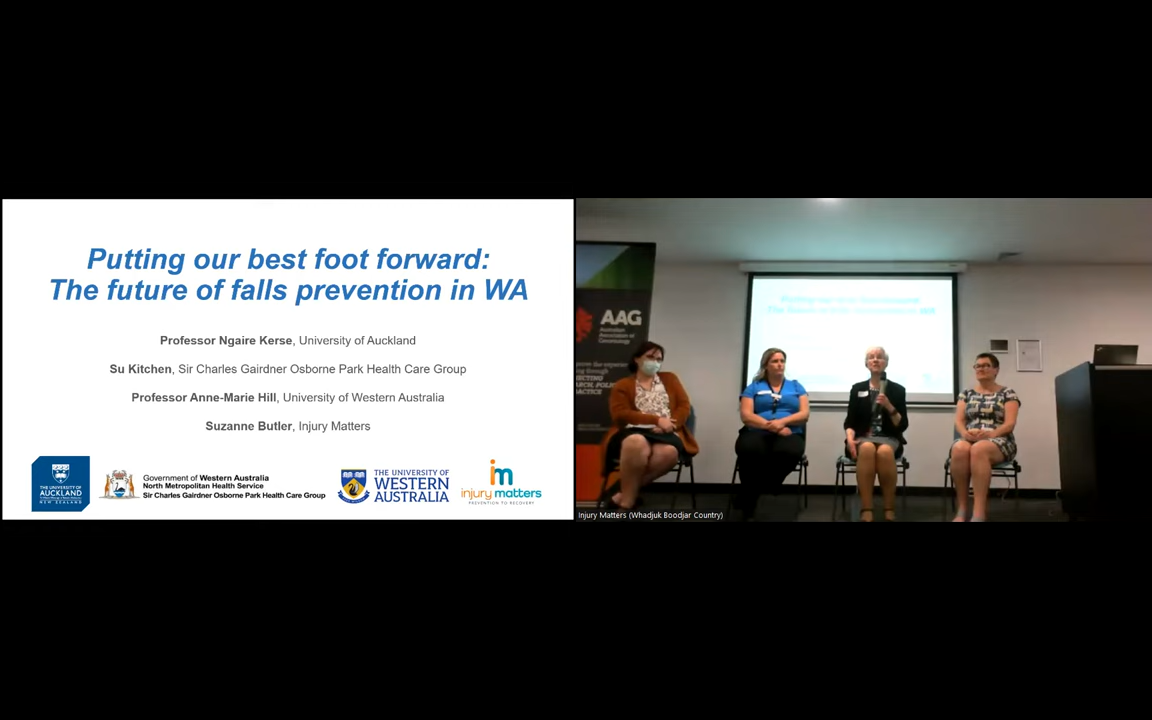 Putting our best foot forward:
The future of falls prevention in WA
Professor Ngaire Kerse, University of Auckland
Su Kitchen, Sir Charles Gairdner Osborne Park Health Care Group
Professor Anne-Marie Hill, University of Western Australia
Suzanne Butler, Injury Matters
THE UNIVERSITY OF
AUCKLAND
NEW ZEALAND
Government of Western Australia
North Metropolitan Health Service
Sir Charles Gairdner Osborne Park Health Care Group
THE UNIVERSITY OF
WESTERN
AUSTRALIA
im
injury matters
PREVENTION TO RECOVERY
AAG
Australian
Association of
Gerontology
Injury Matters (Whadjuk Boodjar Country)